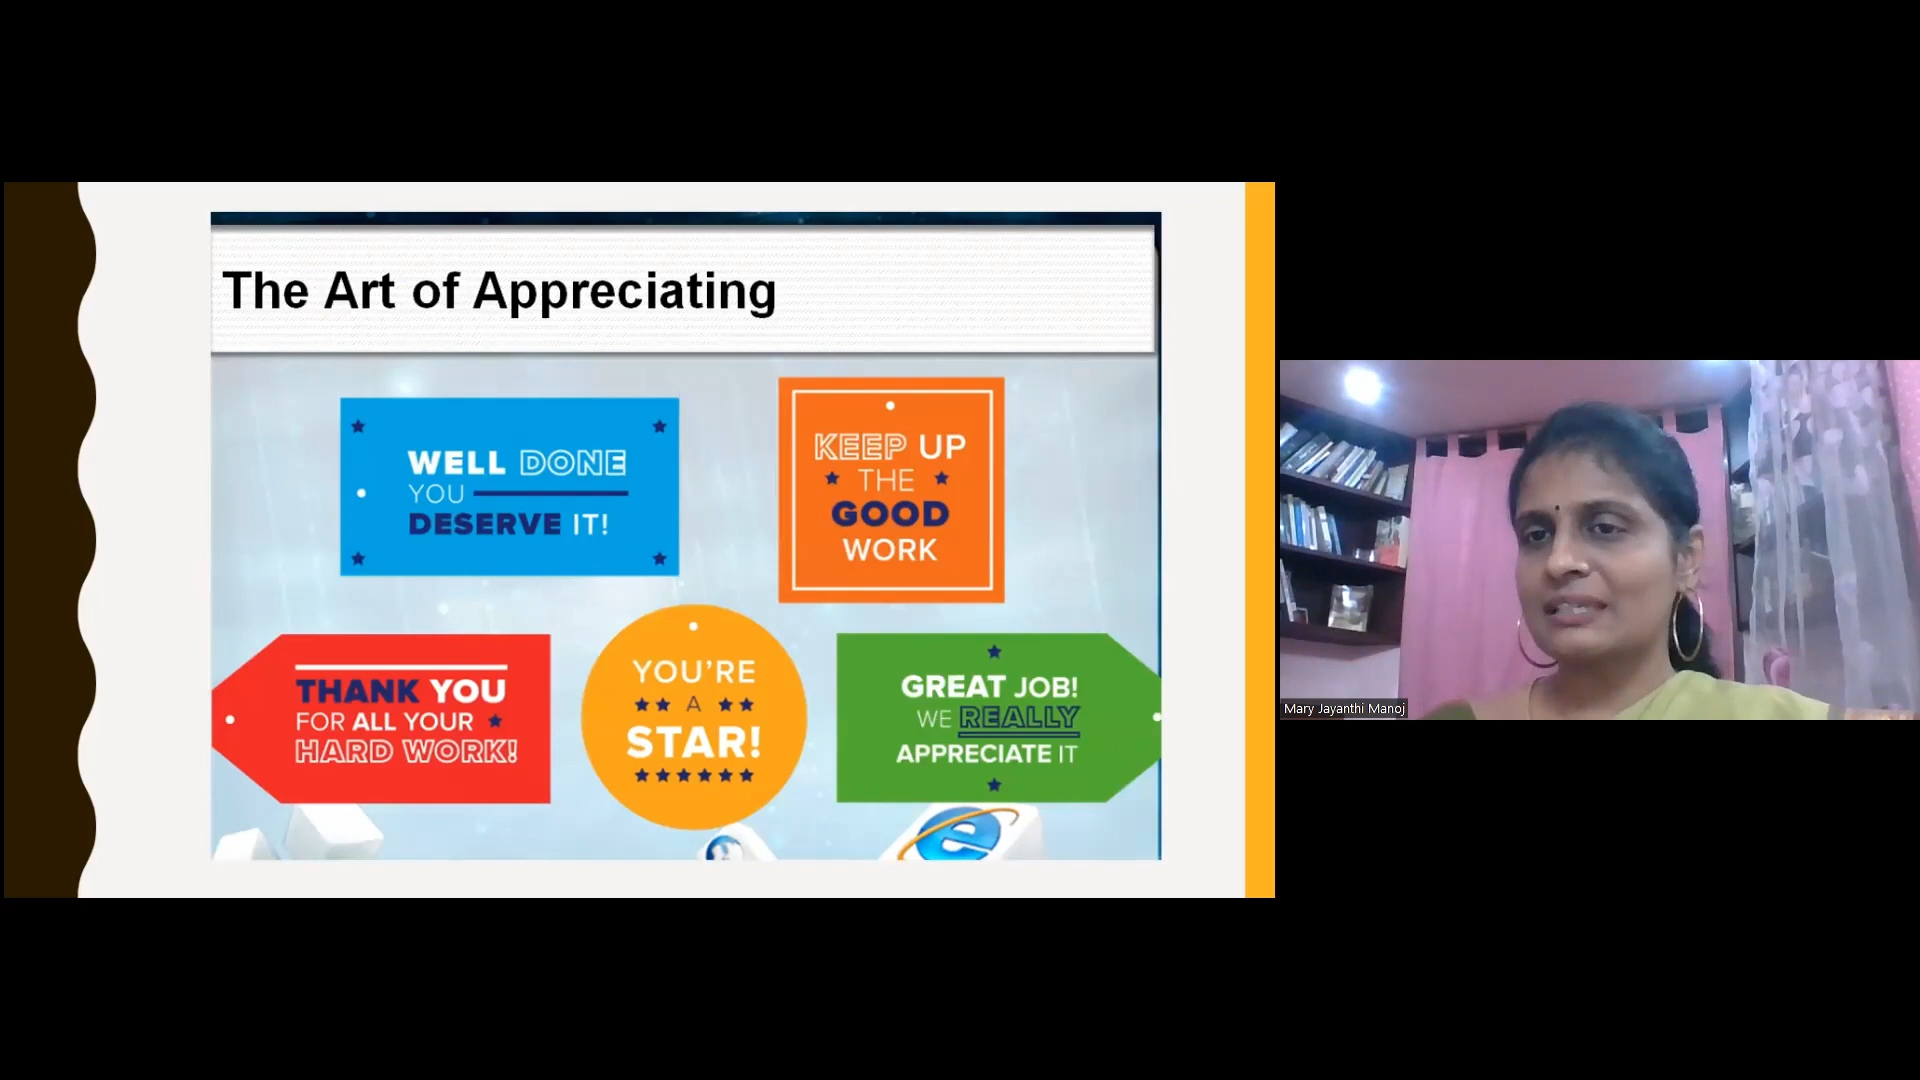 The Art of Appreciating
WELL DONE
YOU
DESERVE IT!
KEEP UP
THE
GOOD
WORK
THANK YOU
FOR ALL YOUR
HARD WORK!
YOU'RE
A
STAR!
GREAT JOB!
WE REALLY
APPRECIATE IT
Mary Jayanthi Manoj